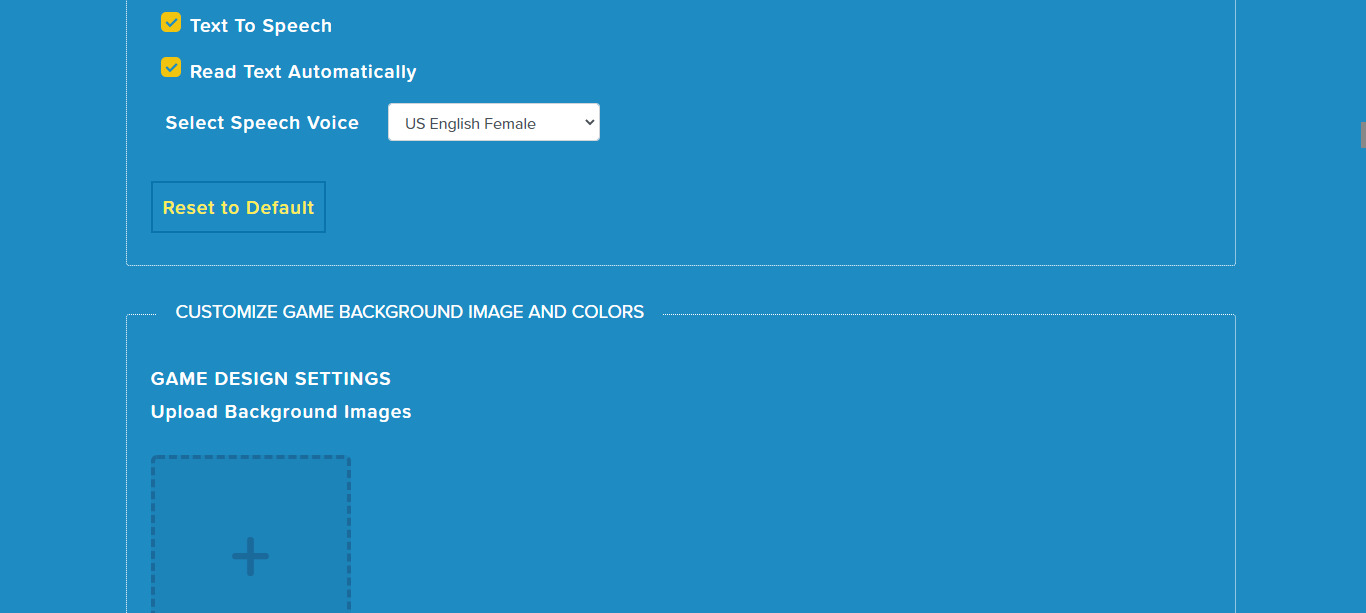 Text To Speech
Read Text Automatically
Select Speech Voice
US English Female
Reset to Default
CUSTOMIZE GAME BACKGROUND IMAGE AND COLORS
GAME DESIGN SETTINGS
Upload Background Images